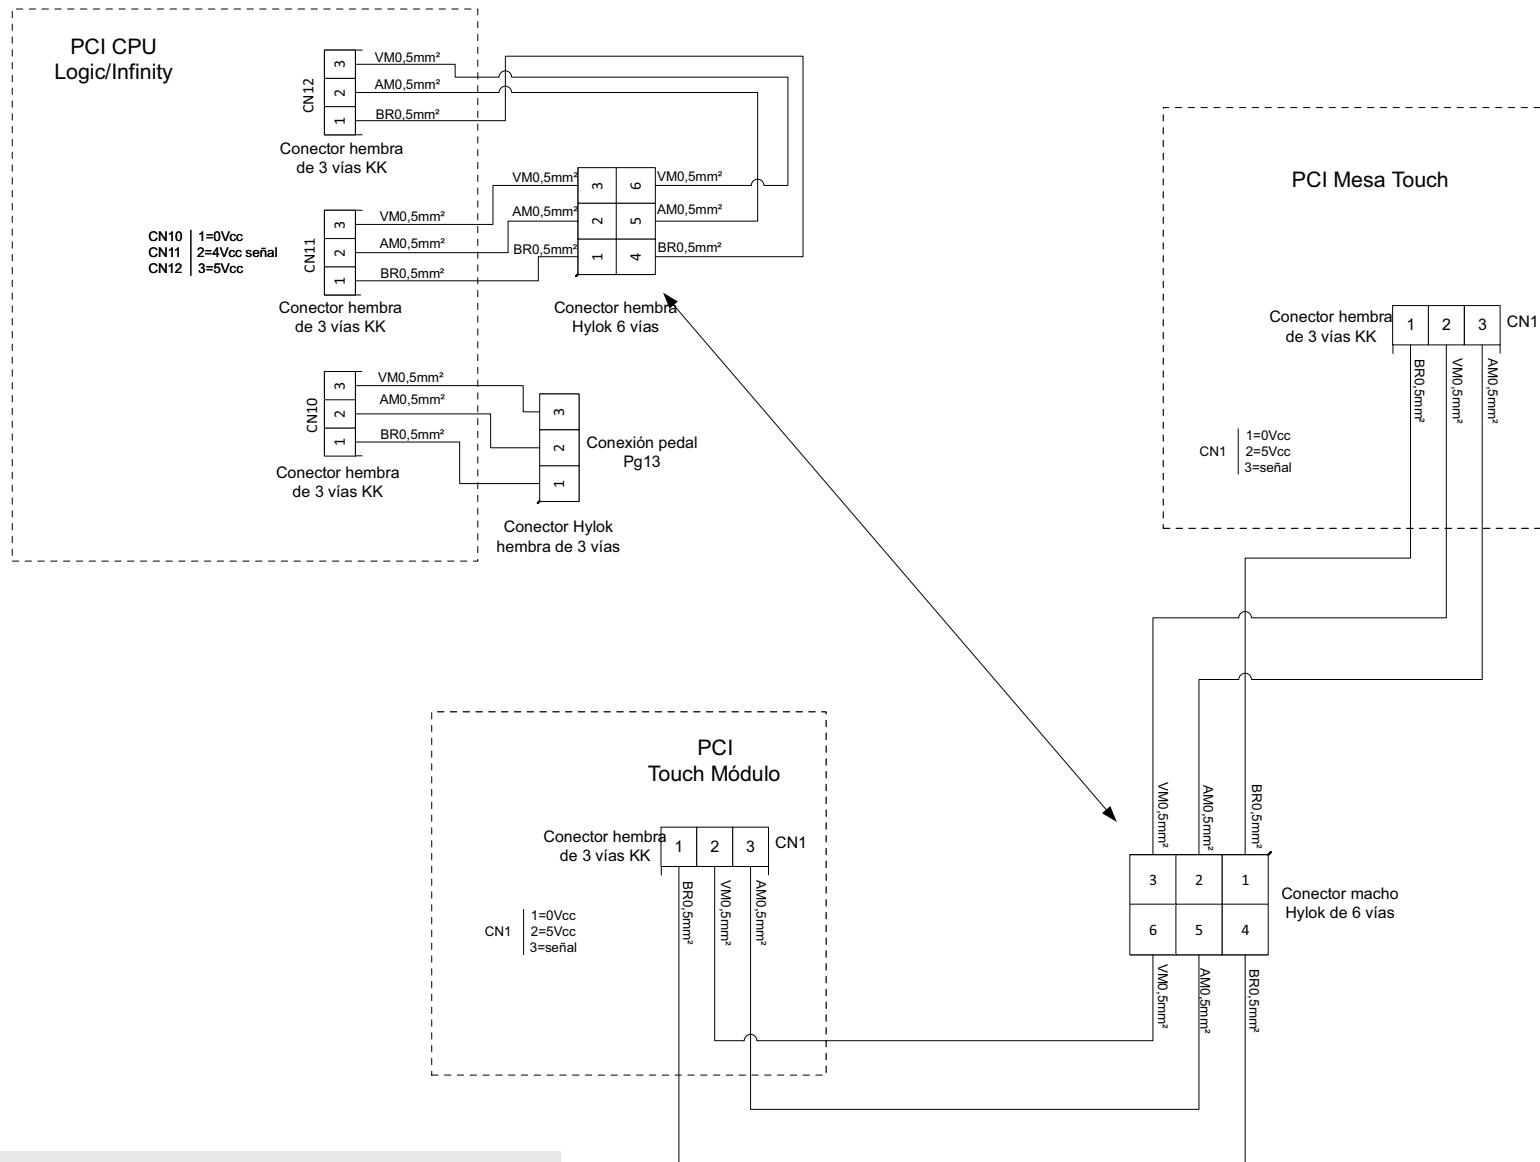 PCI CPU
Logic/Infinity
CN12
3
2
1
VM0,5mm²
AM0,5mm²
BR0,5mm²
Conector hembra
de 3 vías KK
CN10 1=0Vcc
CN11 2=4Vcc señal
CN12 3=5Vcc
CN11
3
2
1
VM0,5mm²
AM0,5mm²
BR0,5mm²
Conector hembra
de 3 vías KK
VM0,5mm² 3 6 VM0,5mm²
AM0,5mm² 2 5 AM0,5mm²
BR0,5mm² 1 4 BR0,5mm²
Conector hembra
Hylok 6 vías
CN10
3
2
1
VM0,5mm²
AM0,5mm²
BR0,5mm²
Conector hembra
de 3 vías KK
3
2
1
Conexión pedal
Pg13
Conector Hylok
hembra de 3 vías
PCI Mesa Touch
Conector hembra
de 3 vías KK
1 2 3 CN1
BR0,5mm²
VM0,5mm²
AM0,5mm²
CN1
1=0Vcc
2=5Vcc
3=señal
PCI
Touch Módulo
Conector hembra
de 3 vías KK
1 2 3 CN1
BR0,5mm²
VM0,5mm²
AM0,5mm²
CN1
1=0Vcc
2=5Vcc
3=señal
VM0,5mm²
AM0,5mm²
BR0,5mm²
3 2 1
6 5 4
Conector macho
Hylok de 6 vías
VM0,5mm²
AM0,5mm²
BR0,5mm²